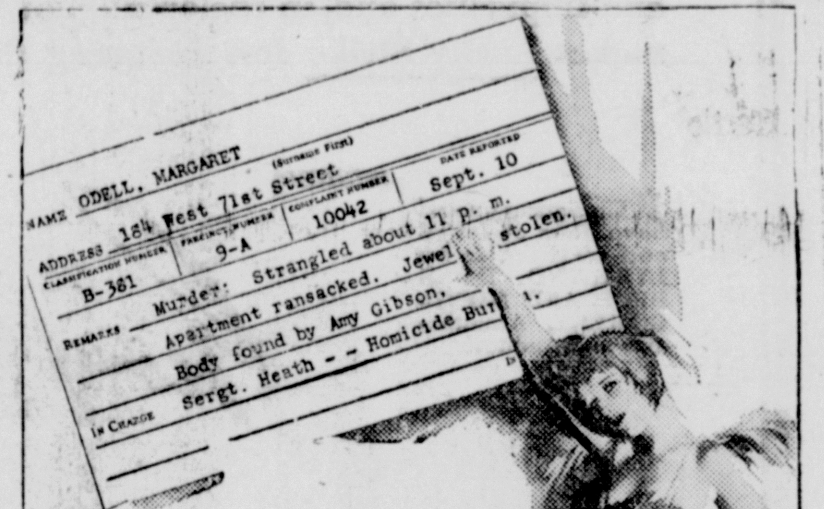 NAME ODELL, MARGARET
(Surname First)
ADDRESS 184 West 71st Street
CLASSIFICATION NUMBER PRECINCT NUMBER COMPLAINT NUMBER DATE REPORTED
B-381 9-A 10042 Sept. 10
REMARKS Murder: Strangled about 11 p. m.
Apartment ransacked. Jewel stolen.
Body found by Amy Gibson.
IN CHARGE Sergt. Heath - - Homicide Bur